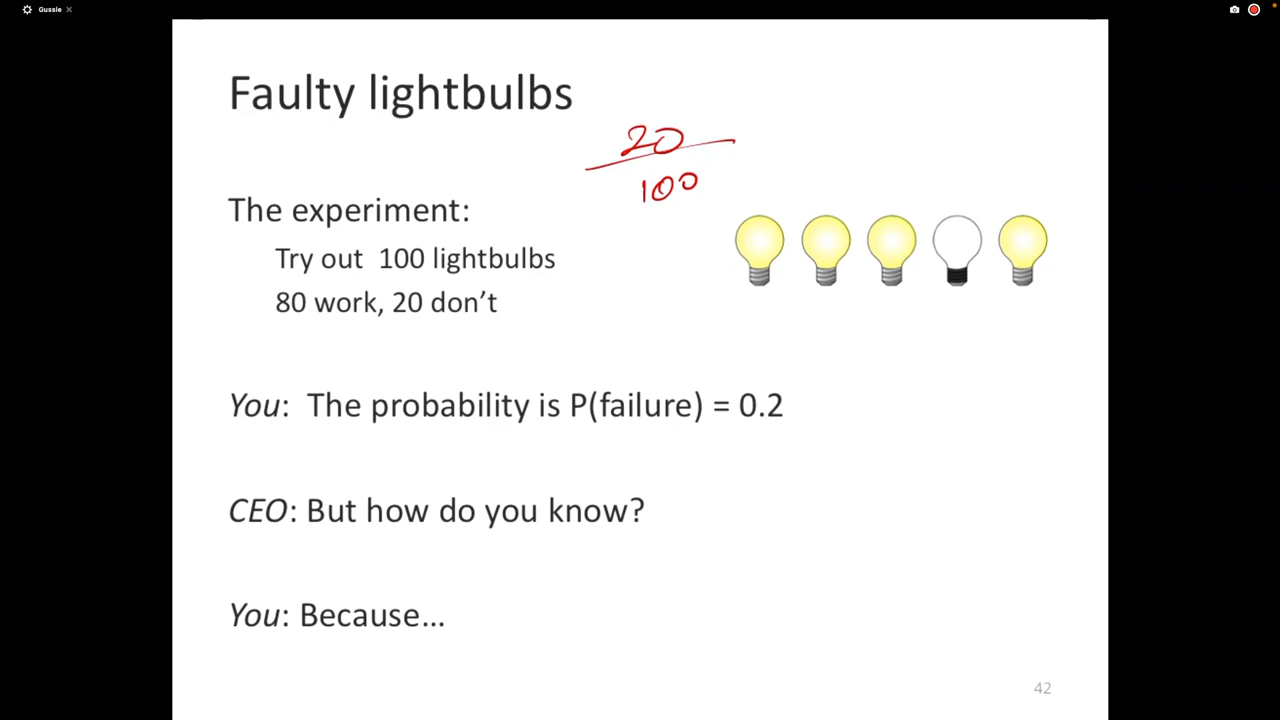 Gussie
Faulty lightbulbs
20
100
The experiment:
Try out 100 lightbulbs
80 work, 20 don’t
You: The probability is P(failure) = 0.2
CEO: But how do you know?
You: Because…
42